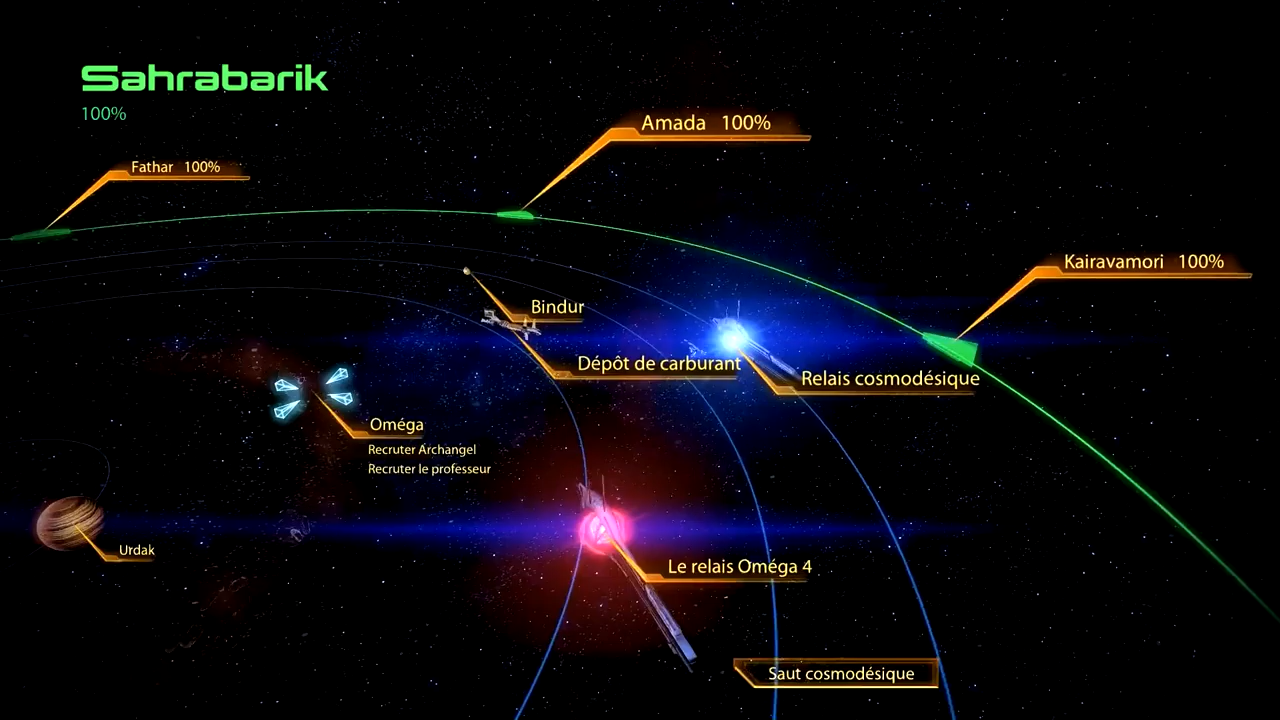 Sahrabarik
100%
Amada 100%
Fathar 100%
Kairavamori 100%
Bindur
Dépôt de carburant
Relais cosmodésique
Oméga
Recruter Archangel
Recruter le professeur
Urdak
Le relais Oméga 4
Saut cosmodésique